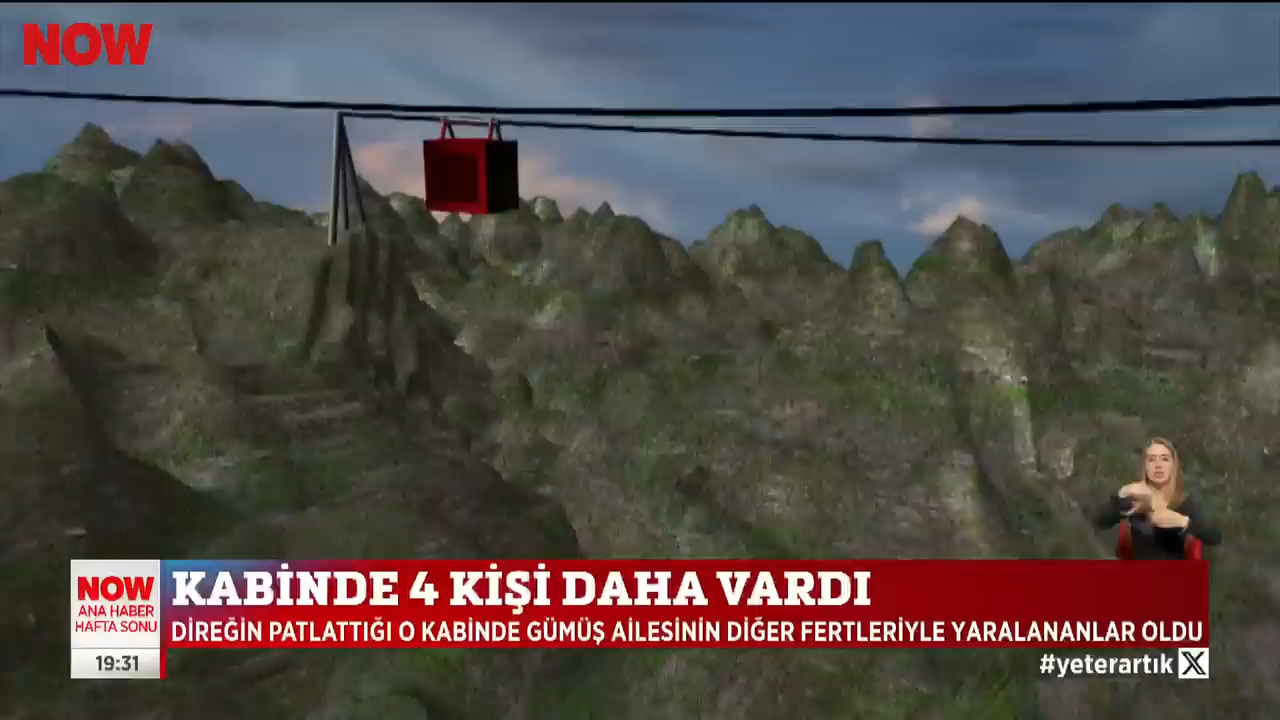 NOW
KABİNDE 4 KİŞİ DAHA VARDI
NOW
ANA HABER
HAFTA SONU
DİREĞİN PATLATTIĞI O KABİNDE GÜMÜŞ AİLESİNİN DİĞER FERTLERİYLE YARALANANLAR OLDU
19:31
#yeterartık X